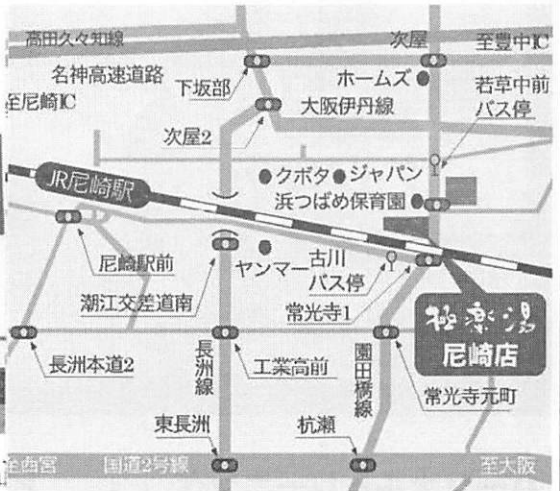 高田久々知線
次屋
至豊中IC
名神高速道路
下坂部
ホームズ
若草中前
バス停
至尼崎IC
大阪伊丹線
次屋2
クボタ
ジャパン
JR尼崎駅
浜つばめ保育園
尼崎駅前
ヤンマー
古川
バス停
潮江交差道南
常光寺1
極楽湯
尼崎店
長洲本道2
長洲線
工業高前
園田橋線
常光寺元町
東長洲
杭瀬
至西宮
国道2号線
至大阪